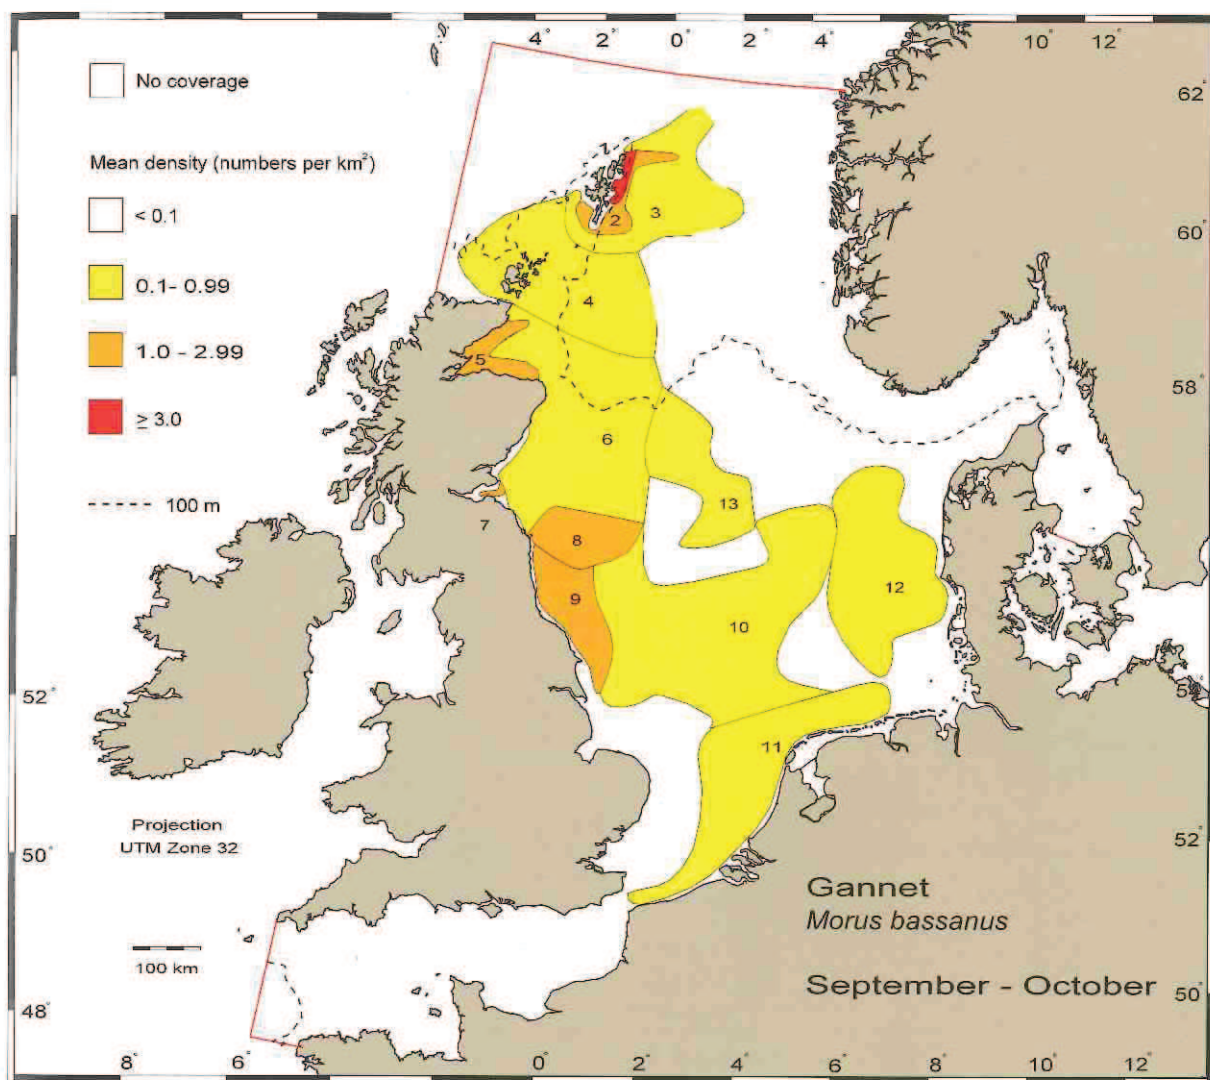 4° 2° 0° 2° 4° 10° 12°
No coverage
62°
Mean density (numbers per km²)
< 0.1
2
3
60°
0.1- 0.99
4
1.0 - 2.99
5
58°
≥ 3.0
6
100 m
13
7
8
12
9
10
52°
11
Projection
UTM Zone 32
52°
50°
Gannet
Morus bassanus
100 km
September - October
50°
48°
8° 6° 0° 2° 4° 6° 8° 10° 12°